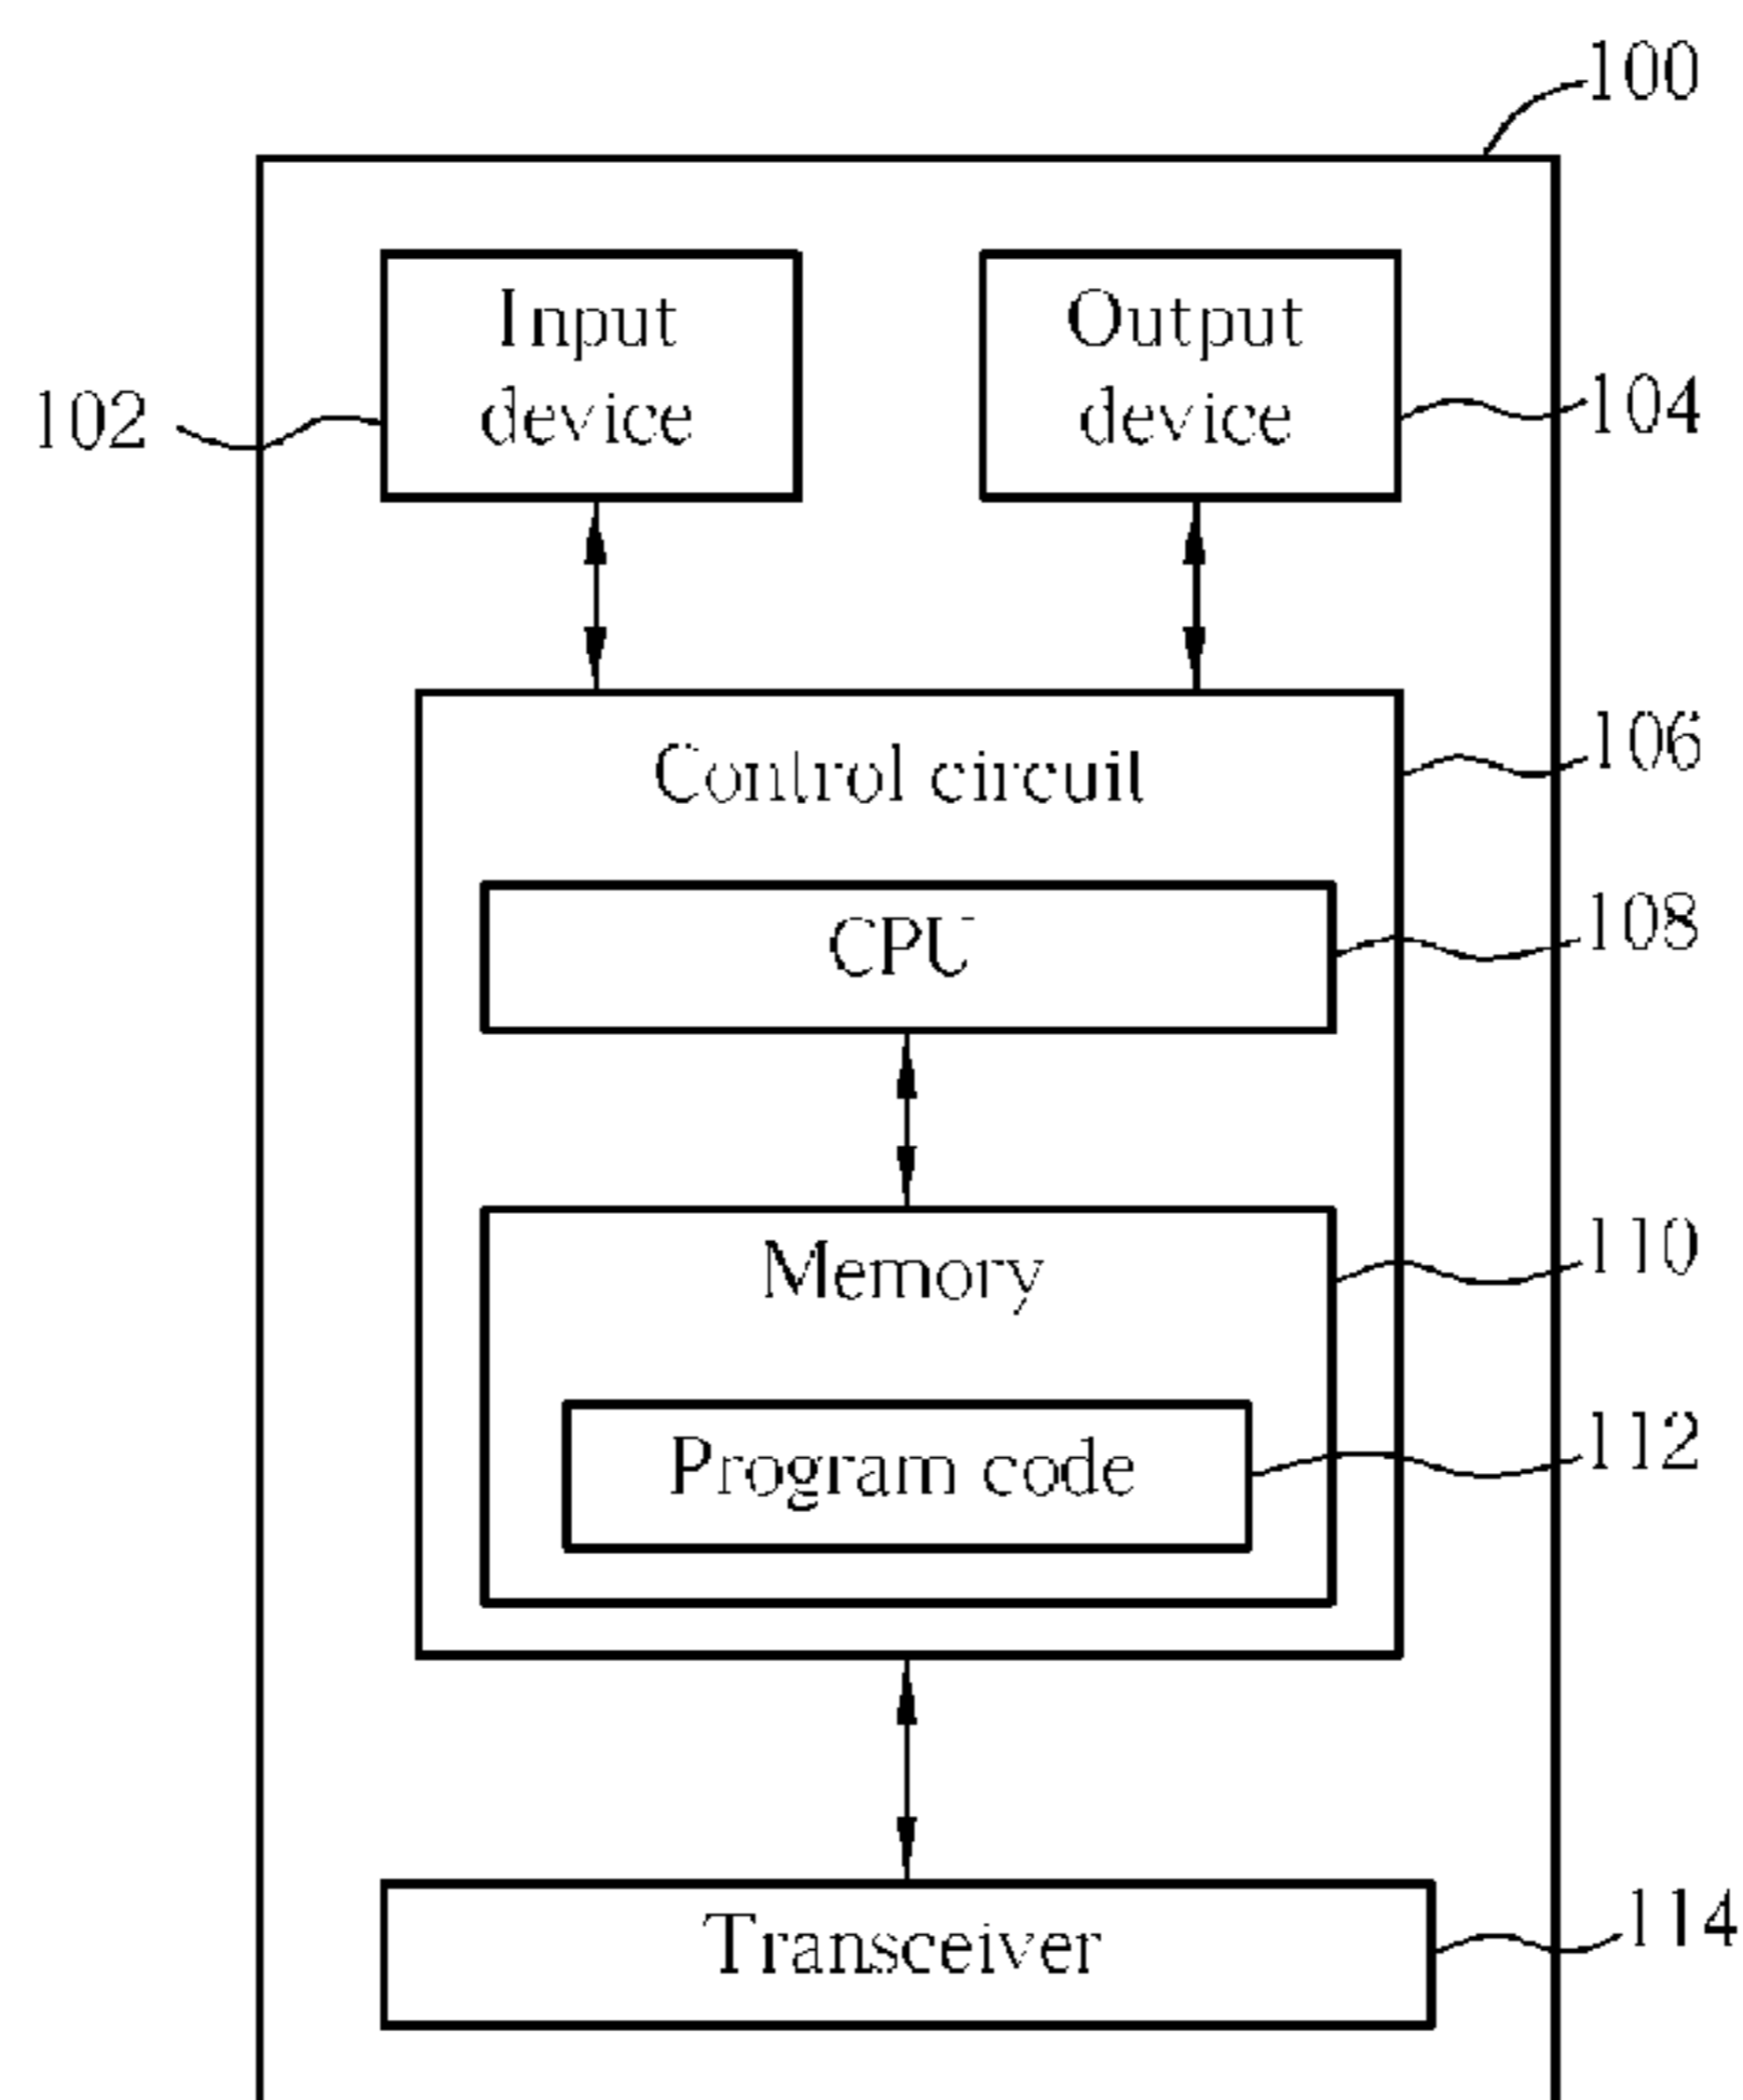 100
Input
device
Output
device
102
104
Control circuit
106
CPU
108
Memory
110
Program code
112
Transceiver
114